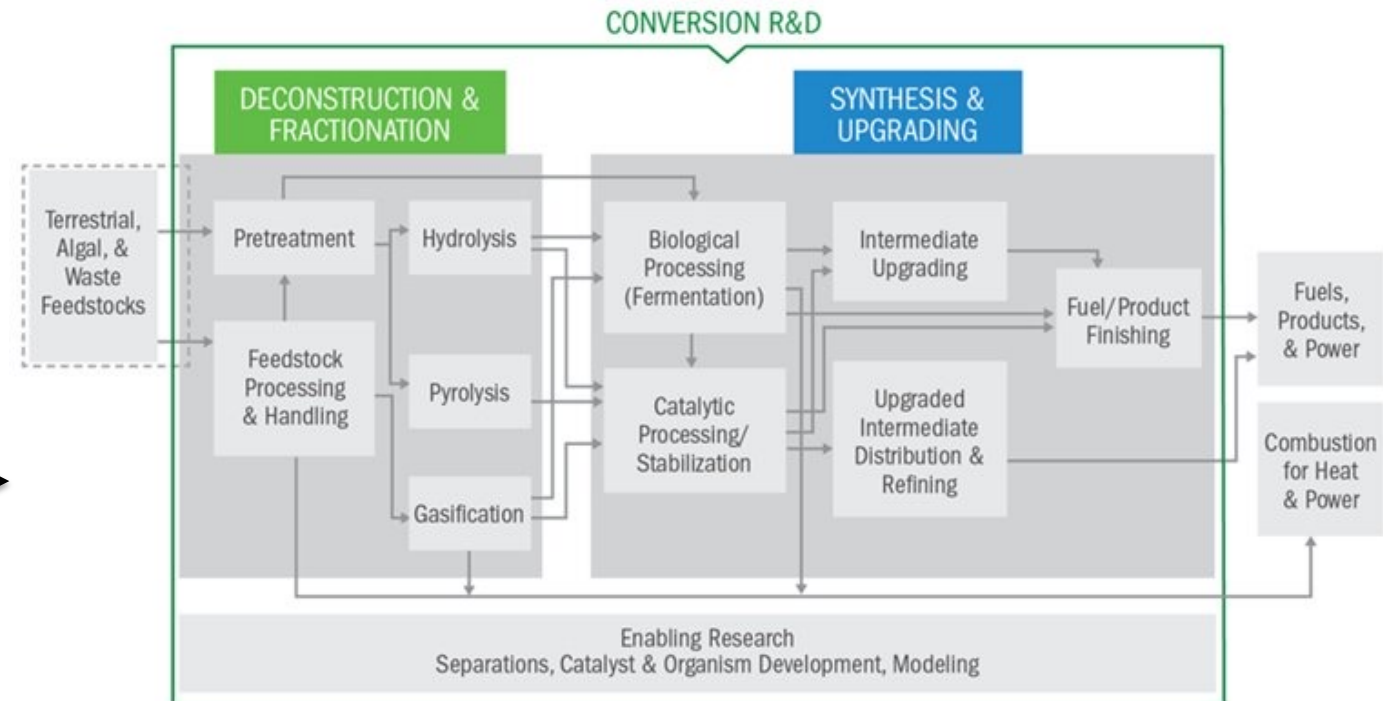 CONVERSION R&D
DECONSTRUCTION &
FRACTIONATION
SYNTHESIS &
UPGRADING
Terrestrial,
Algal, &
Waste
Feedstocks
Pretreatment
Feedstock
Processing
& Handling
Hydrolysis
Pyrolysis
Gasification
Biological
Processing
(Fermentation)
Catalytic
Processing/
Stabilization
Intermediate
Upgrading
Upgraded
Intermediate
Distribution &
Refining
Fuel/Product
Finishing
Fuels,
Products,
& Power
Combustion
for Heat
& Power
Enabling Research
Separations, Catalyst & Organism Development, Modeling